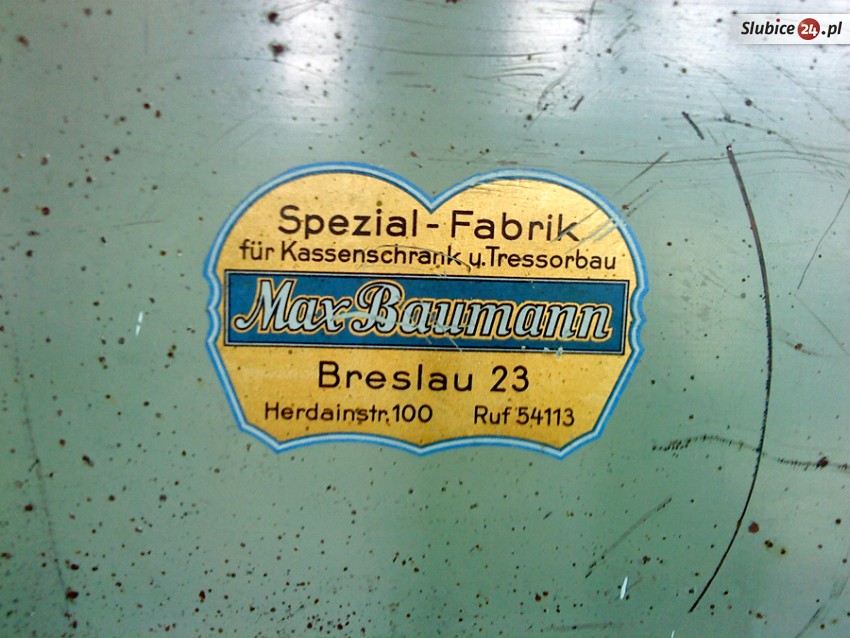 Slubice24.pl
Spezial-Fabrik
für Kassenschrank u. Tressorbau
Max Baumann
Breslau 23
Herdainstr. 100 Ruf 54113